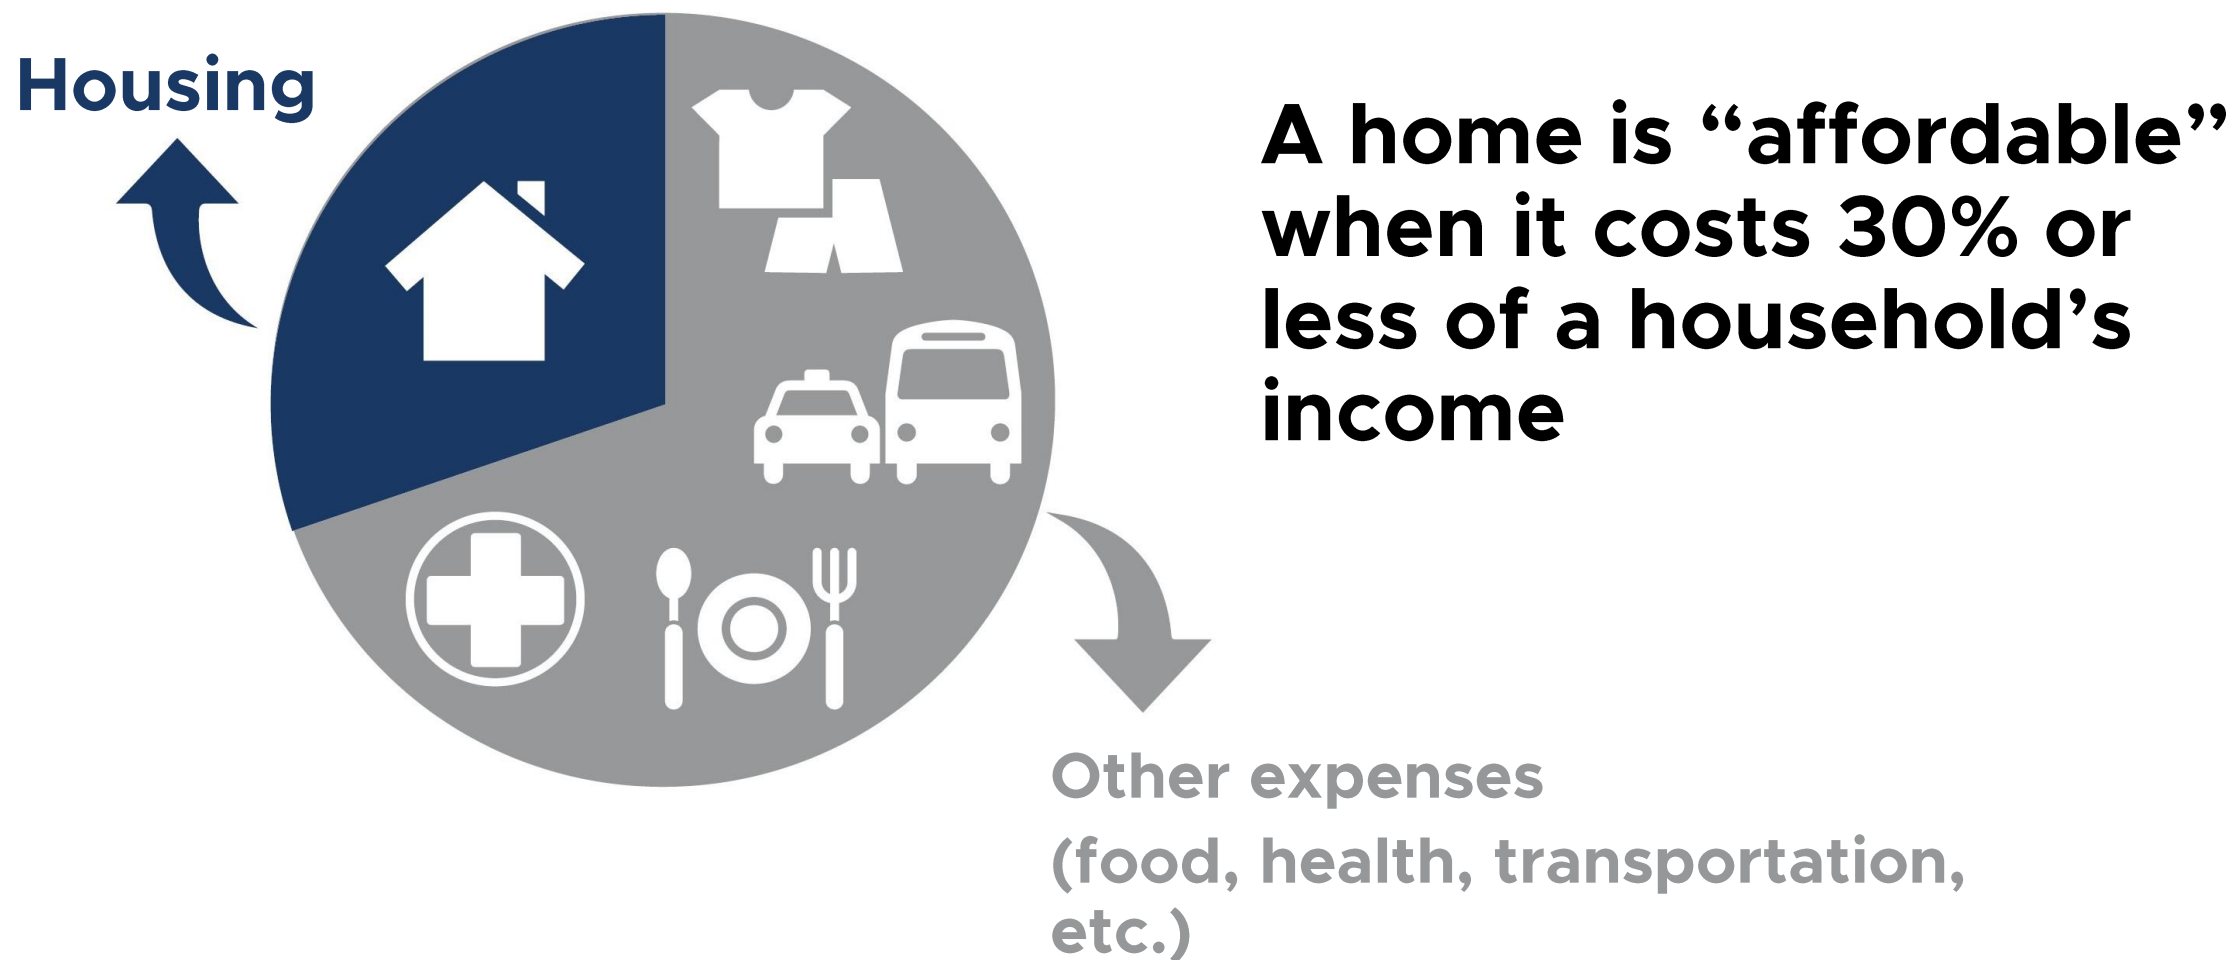 Housing
A home is “affordable”
when it costs 30% or
less of a household’s
income
Other expenses
(food, health, transportation,
etc.)